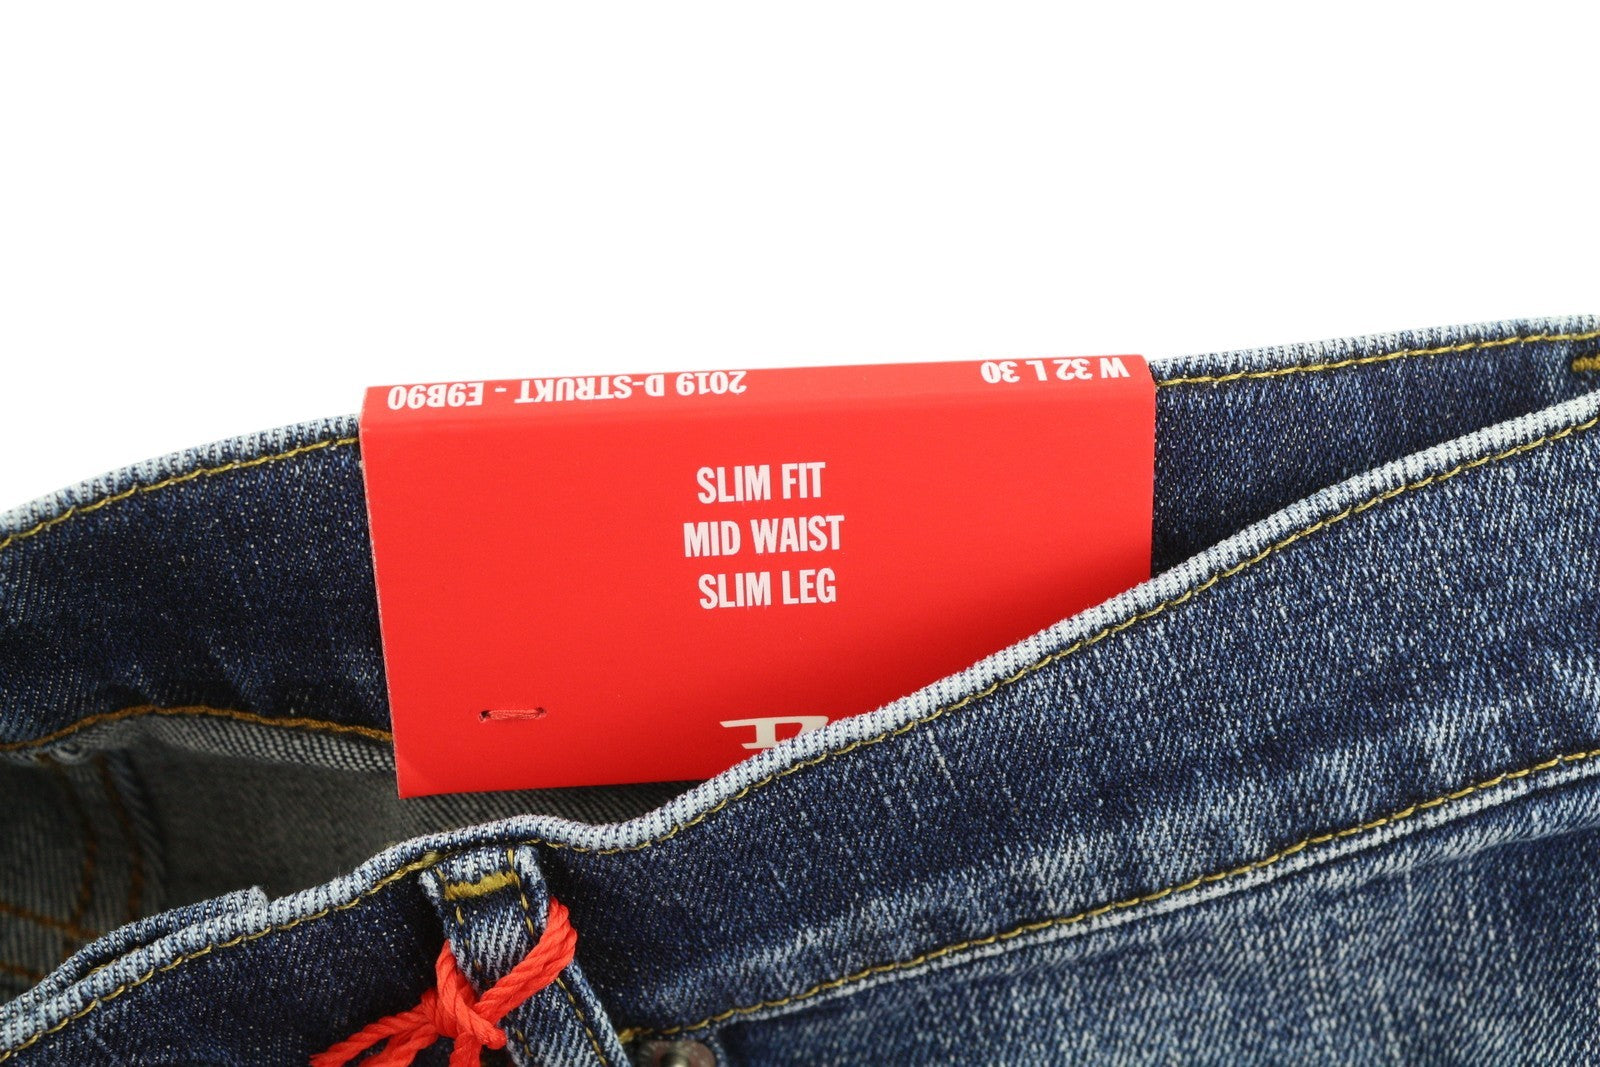 2019 D-STRUKT - E9B90
W 32 L 30
SLIM FIT
MID WAIST
SLIM LEG